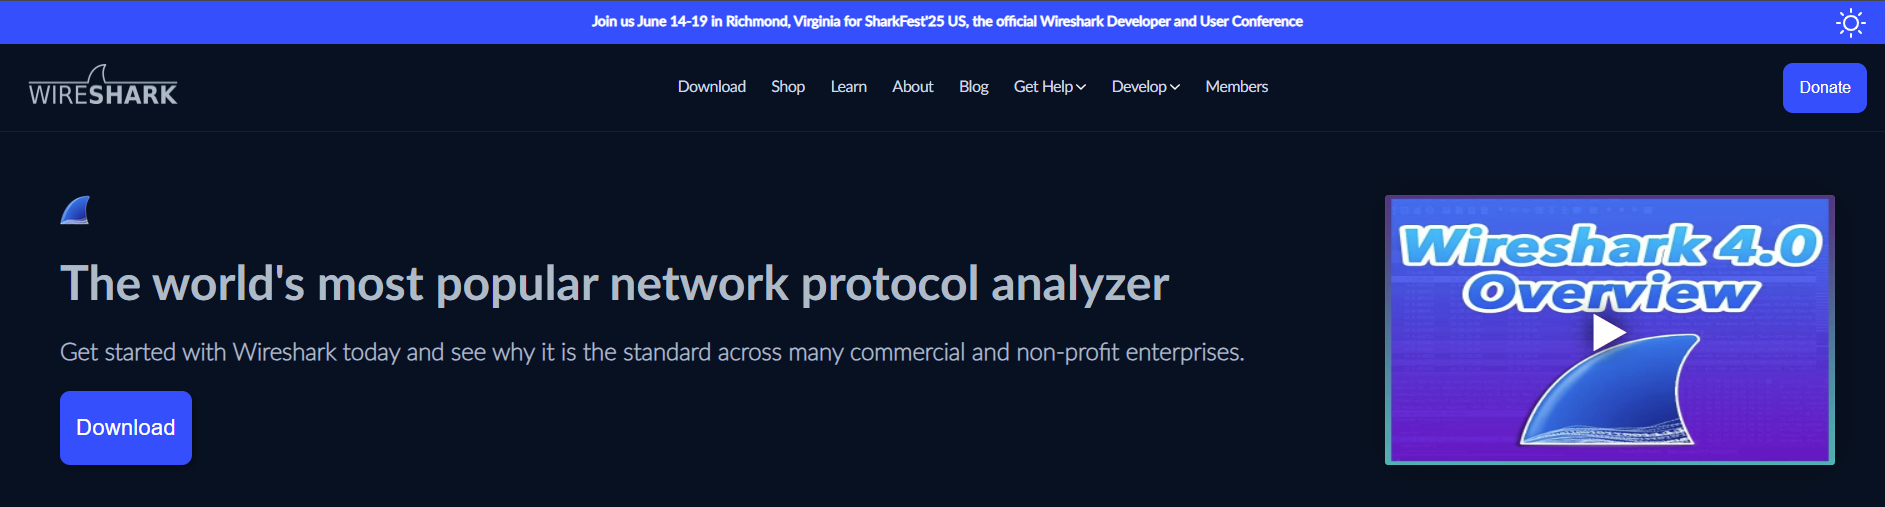 Join us June 14-19 in Richmond, Virginia for SharkFest'25 US, the official Wireshark Developer and User Conference
WIRESHARK
Download
Shop
Learn
About
Blog
Get Help
Develop
Members
Donate
The world's most popular network protocol analyzer
Get started with Wireshark today and see why it is the standard across many commercial and non-profit enterprises.
Download
Wireshark 4.0
Overview